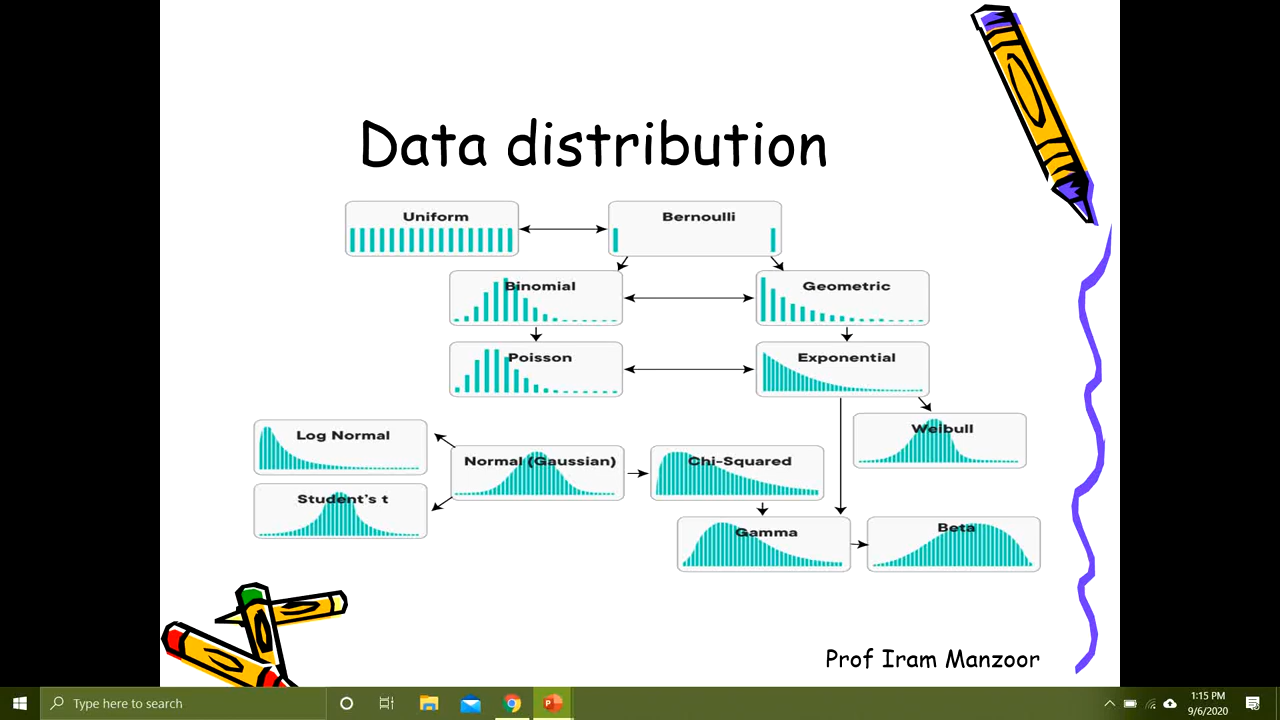 Data distribution
Uniform
Bernoulli
Binomial
Geometric
Poisson
Exponential
Log Normal
Weibull
Normal (Gaussian)
Chi-Squared
Student's t
Gamma
Beta
Prof Iram Manzoor
Type here to search
1:15 PM
9/6/2020